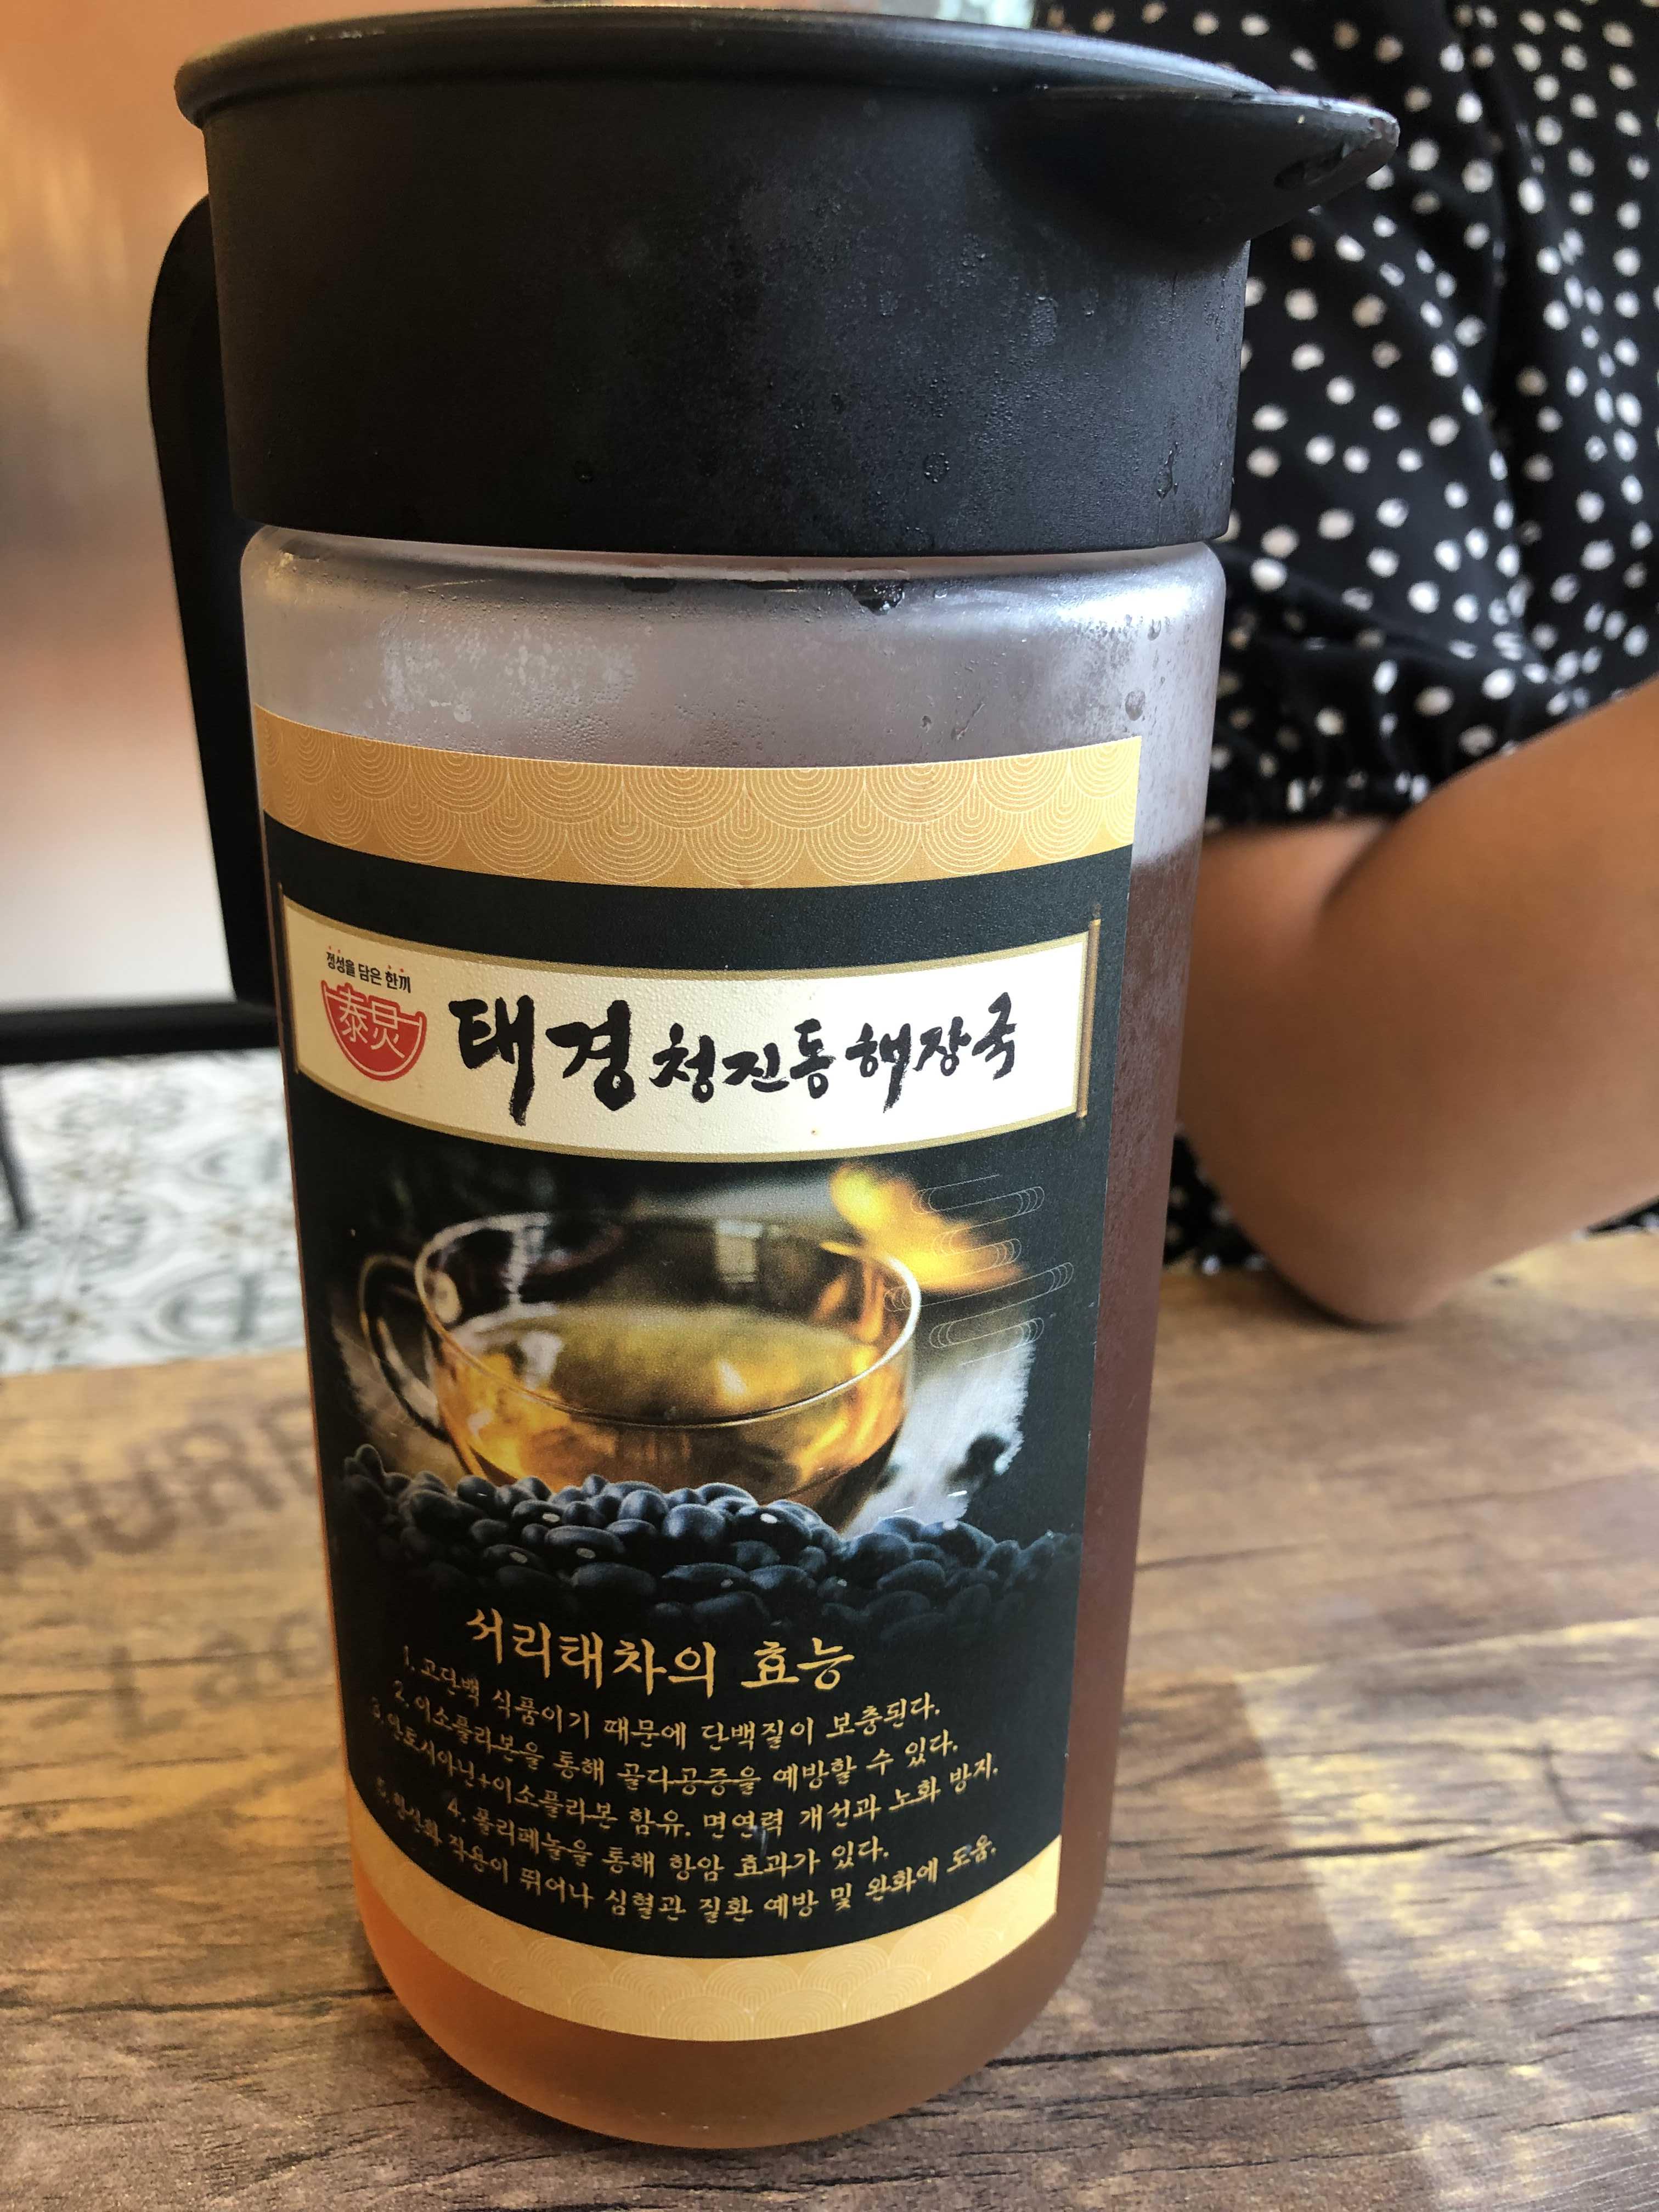 정성을 담은 한끼
泰炅
태경 청진동 해장국
서리태차의 효능
1. 고단백 식품이기 때문에 단백질이 보충된다.
2. 이소플라본을 통해 골다공증을 예방할 수 있다.
3. 안토시아닌+이소플라본 함유. 면연력 개선과 노화 방지.
4. 폴리페놀을 통해 항암 효과가 있다.
5. 항산화 작용이 뛰어나 심혈관 질환 예방 및 완화에 도움.